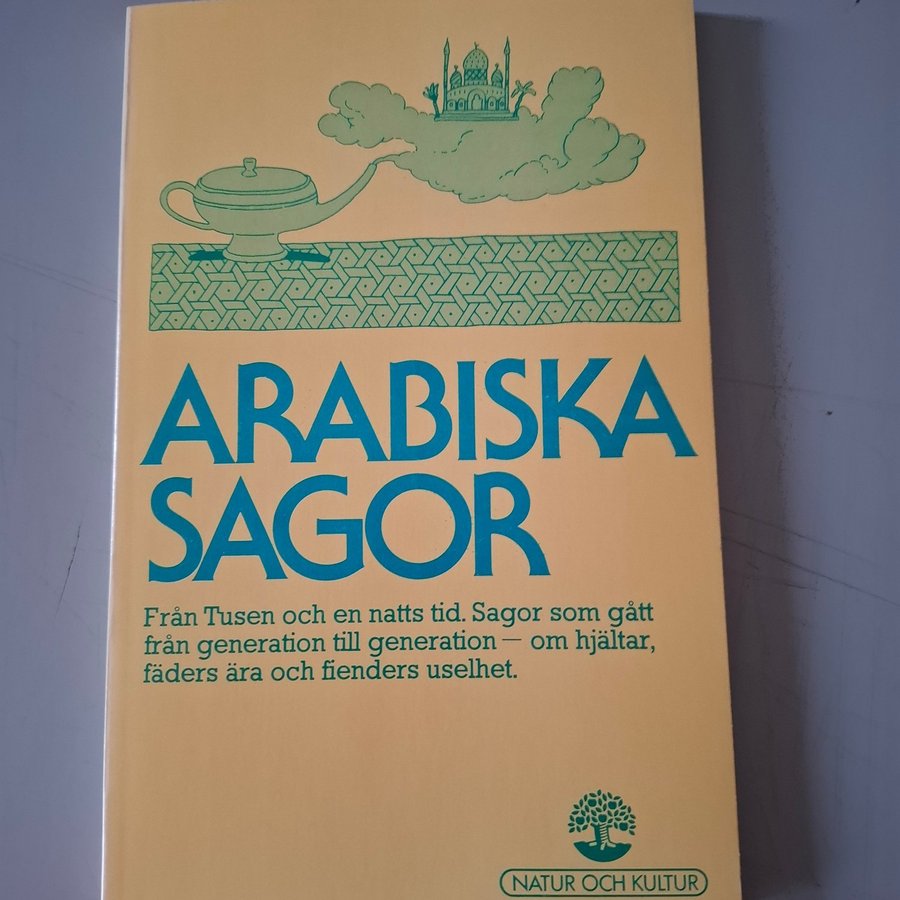 ARABISKA
SAGOR
Från Tusen och en natts tid. Sagor som gått
från generation till generation — om hjältar,
fäders ära och fienders uselhet.
NATUR OCH KULTUR